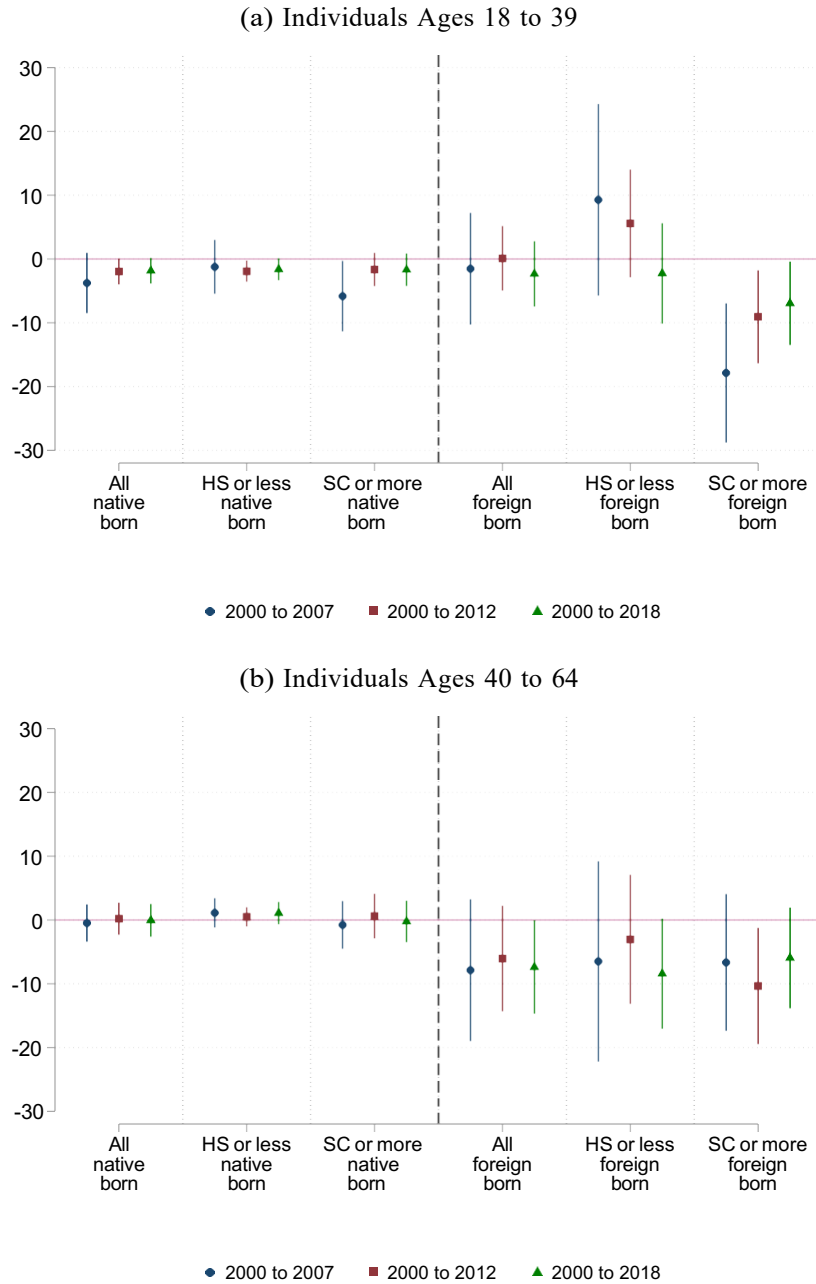 (a) Individuals Ages 18 to 39
30
20
10
0
-10
-20
-30
All native born
HS or less native born
SC or more native born
All foreign born
HS or less foreign born
SC or more foreign born
2000 to 2007 2000 to 2012 2000 to 2018
(b) Individuals Ages 40 to 64
30
20
10
0
-10
-20
-30
All native born
HS or less native born
SC or more native born
All foreign born
HS or less foreign born
SC or more foreign born
2000 to 2007 2000 to 2012 2000 to 2018